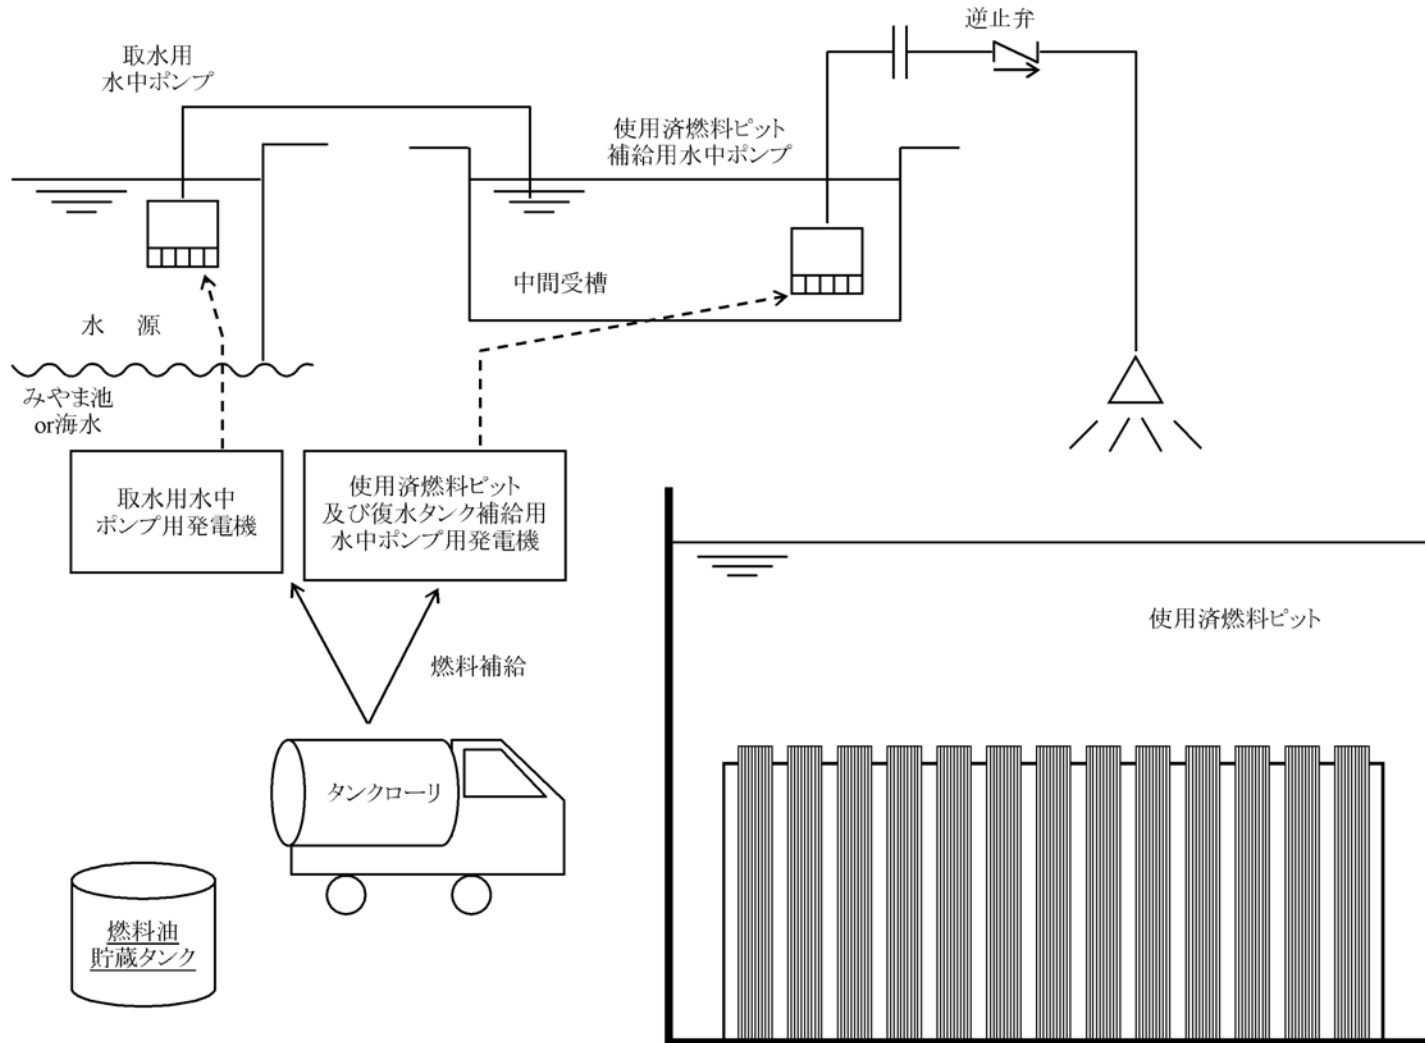 逆止弁
取水用
水中ポンプ
使用済燃料ピット
補給用水中ポンプ
中間受槽
水　源
みやま池
or海水
取水用水中
ポンプ用発電機
使用済燃料ピット
及び復水タンク補給用
水中ポンプ用発電機
使用済燃料ピット
燃料補給
タンクローリ
燃料油
貯蔵タンク